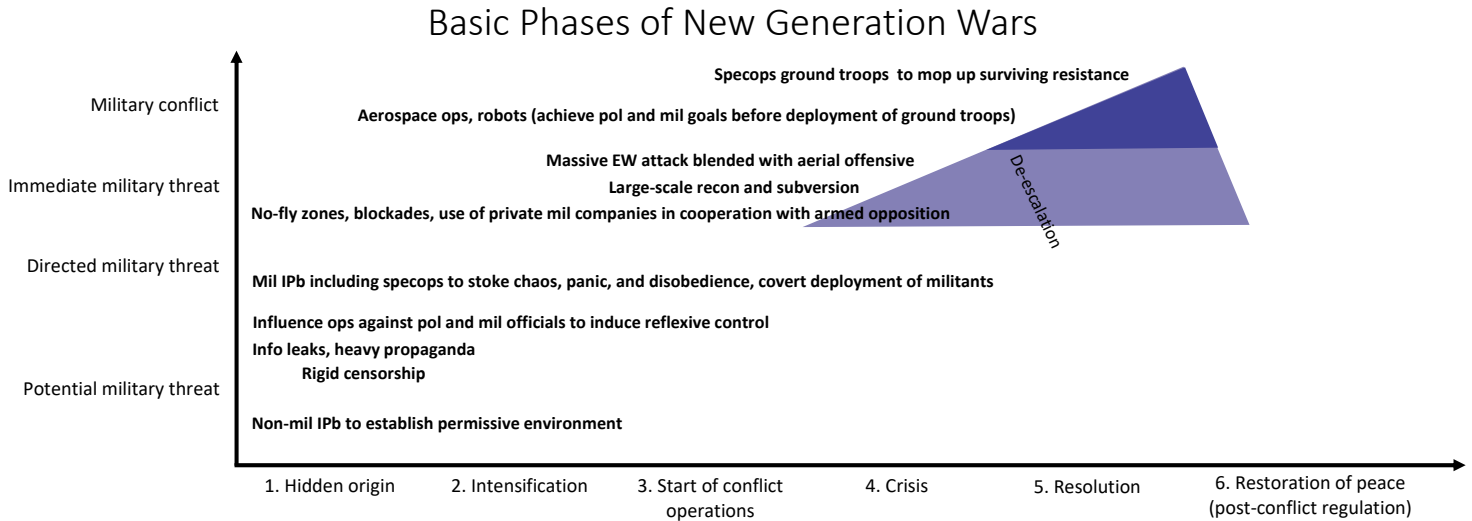 Basic Phases of New Generation Wars
Specops ground troops to mop up surviving resistance
Military conflict
Aerospace ops, robots (achieve pol and mil goals before deployment of ground troops)
Massive EW attack blended with aerial offensive
De-escalation
Immediate military threat
Large-scale recon and subversion
No-fly zones, blockades, use of private mil companies in cooperation with armed opposition
Directed military threat
Mil IPb including specops to stoke chaos, panic, and disobedience, covert deployment of militants
Influence ops against pol and mil officials to induce reflexive control
Info leaks, heavy propaganda
Rigid censorship
Potential military threat
Non-mil IPb to establish permissive environment
1. Hidden origin
2. Intensification
3. Start of conflict
operations
4. Crisis
5. Resolution
6. Restoration of peace
(post-conflict regulation)